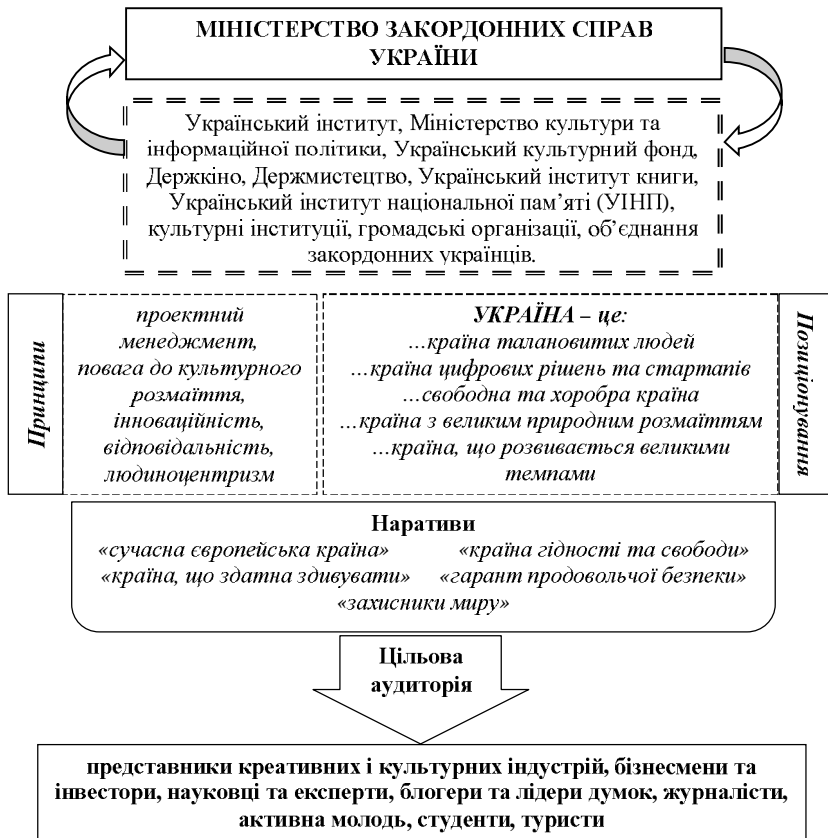 МІНІСТЕРСТВО ЗАКОРДОННИХ СПРАВ
УКРАЇНИ
Український інститут, Міністерство культури та
інформаційної політики, Український культурний фонд,
Держкіно, Держмистецтво, Український інститут книги,
Український інститут національної пам’яті (УІНП),
культурні інституції, громадські організації, об’єднання
закордонних українців.
Принципи
проектний
менеджмент,
повага до культурного
розмаїття,
інноваційність,
відповідальність,
людиноцентризм
УКРАЇНА – це:
…країна талановитих людей
…країна цифрових рішень та стартапів
…свободна та хоробра країна
…країна з великим природним розмаїттям
…країна, що розвивається великими
темпами
Позиціонування
Наративи
«сучасна європейська країна» «країна гідності та свободи»
«країна, що здатна здивувати» «гарант продовольчої безпеки»
«захисники миру»
Цільова
аудиторія
представники креативних і культурних індустрій, бізнесмени та
інвестори, науковці та експерти, блогери та лідери думок, журналісти,
активна молодь, студенти, туристи